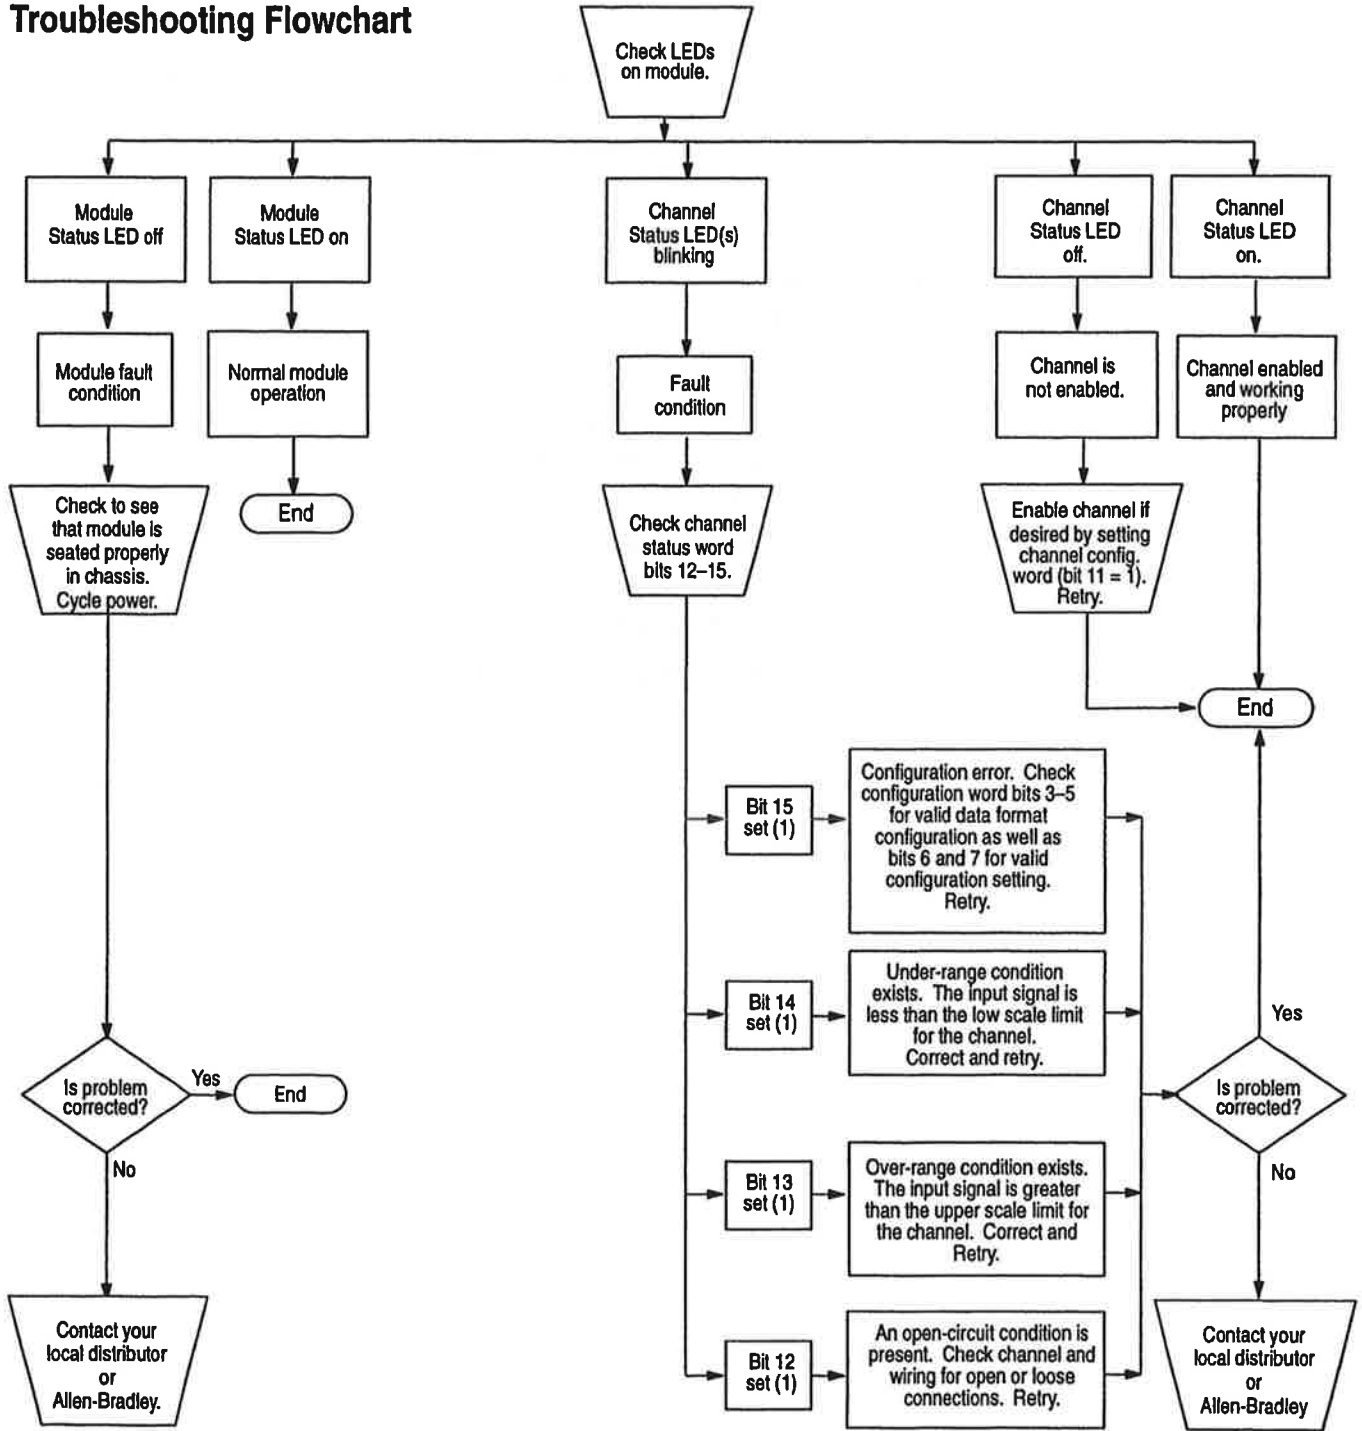 Troubleshooting Flowchart
Check LEDs
on module.
Module
Status LED off
Module
Status LED on
Channel
Status LED(s)
blinking
Channel
Status LED
off.
Channel
Status LED
on.
Module fault
condition
Normal module
operation
Fault
condition
Channel is
not enabled.
Channel enabled
and working
properly
Check to see
that module is
seated properly
in chassis.
Cycle power.
End
Check channel
status word
bits 12–15.
Enable channel if
desired by setting
channel config.
word (bit 11 = 1).
Retry.
End
Bit 15
set (1)
Configuration error. Check
configuration word bits 3–5
for valid data format
configuration as well as
bits 6 and 7 for valid
configuration setting.
Retry.
Bit 14
set (1)
Under-range condition
exists. The input signal is
less than the low scale limit
for the channel.
Correct and retry.
Yes
Is problem
corrected?
Yes
End
Is problem
corrected?
No
Bit 13
set (1)
Over-range condition exists.
The input signal is greater
than the upper scale limit for
the channel. Correct and
Retry.
No
Contact your
local distributor
or
Allen-Bradley.
Bit 12
set (1)
An open-circuit condition is
present. Check channel and
wiring for open or loose
connections. Retry.
Contact your
local distributor
or
Allen-Bradley